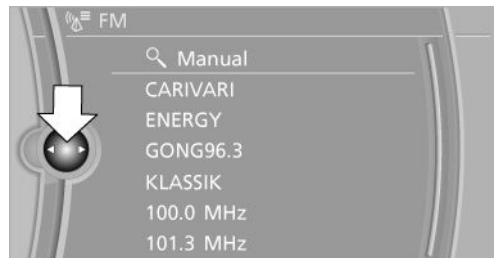 FM
Manual
CARIVARI
ENERGY
GONG96.3
KLASSIK
100.0 MHz
101.3 MHz